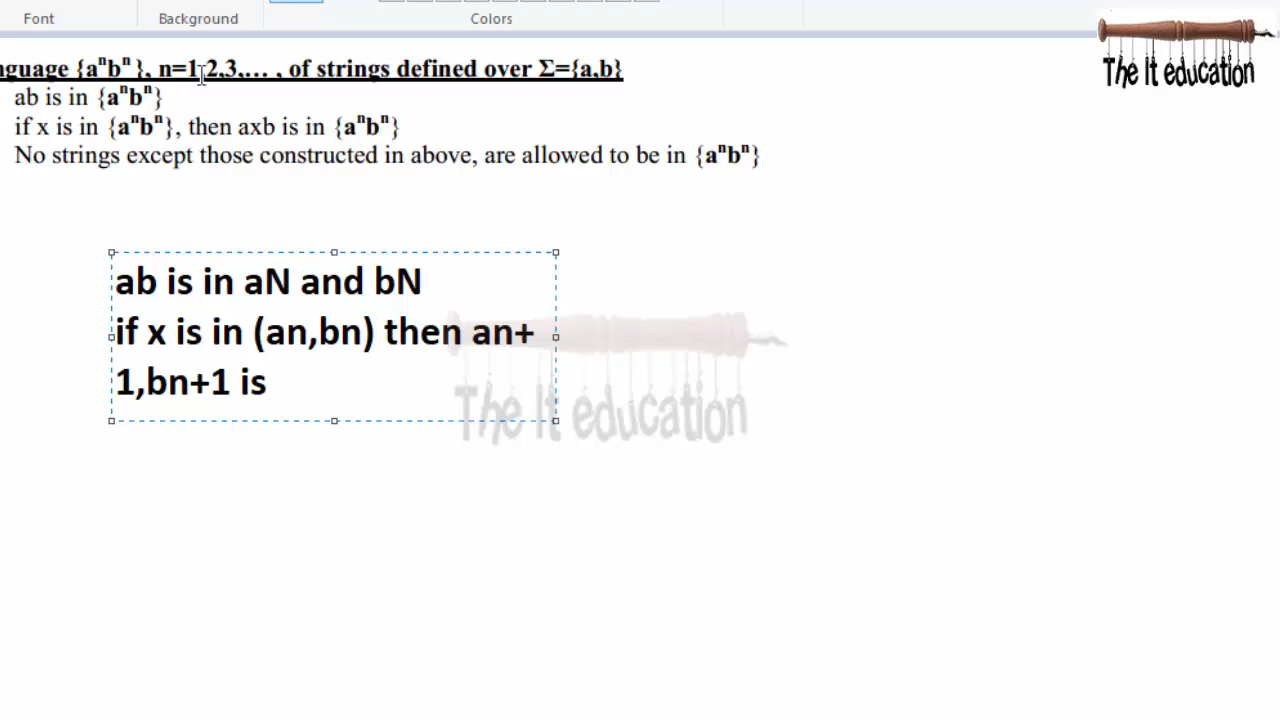 Font Background Colors
The It education
nguage {aⁿbⁿ }, n=1,2,3,… , of strings defined over Σ={a,b}
ab is in {aⁿbⁿ}
if x is in {aⁿbⁿ}, then axb is in {aⁿbⁿ}
No strings except those constructed in above, are allowed to be in {aⁿbⁿ}
ab is in aN and bN
if x is in (an,bn) then an+
1,bn+1 is
The It education